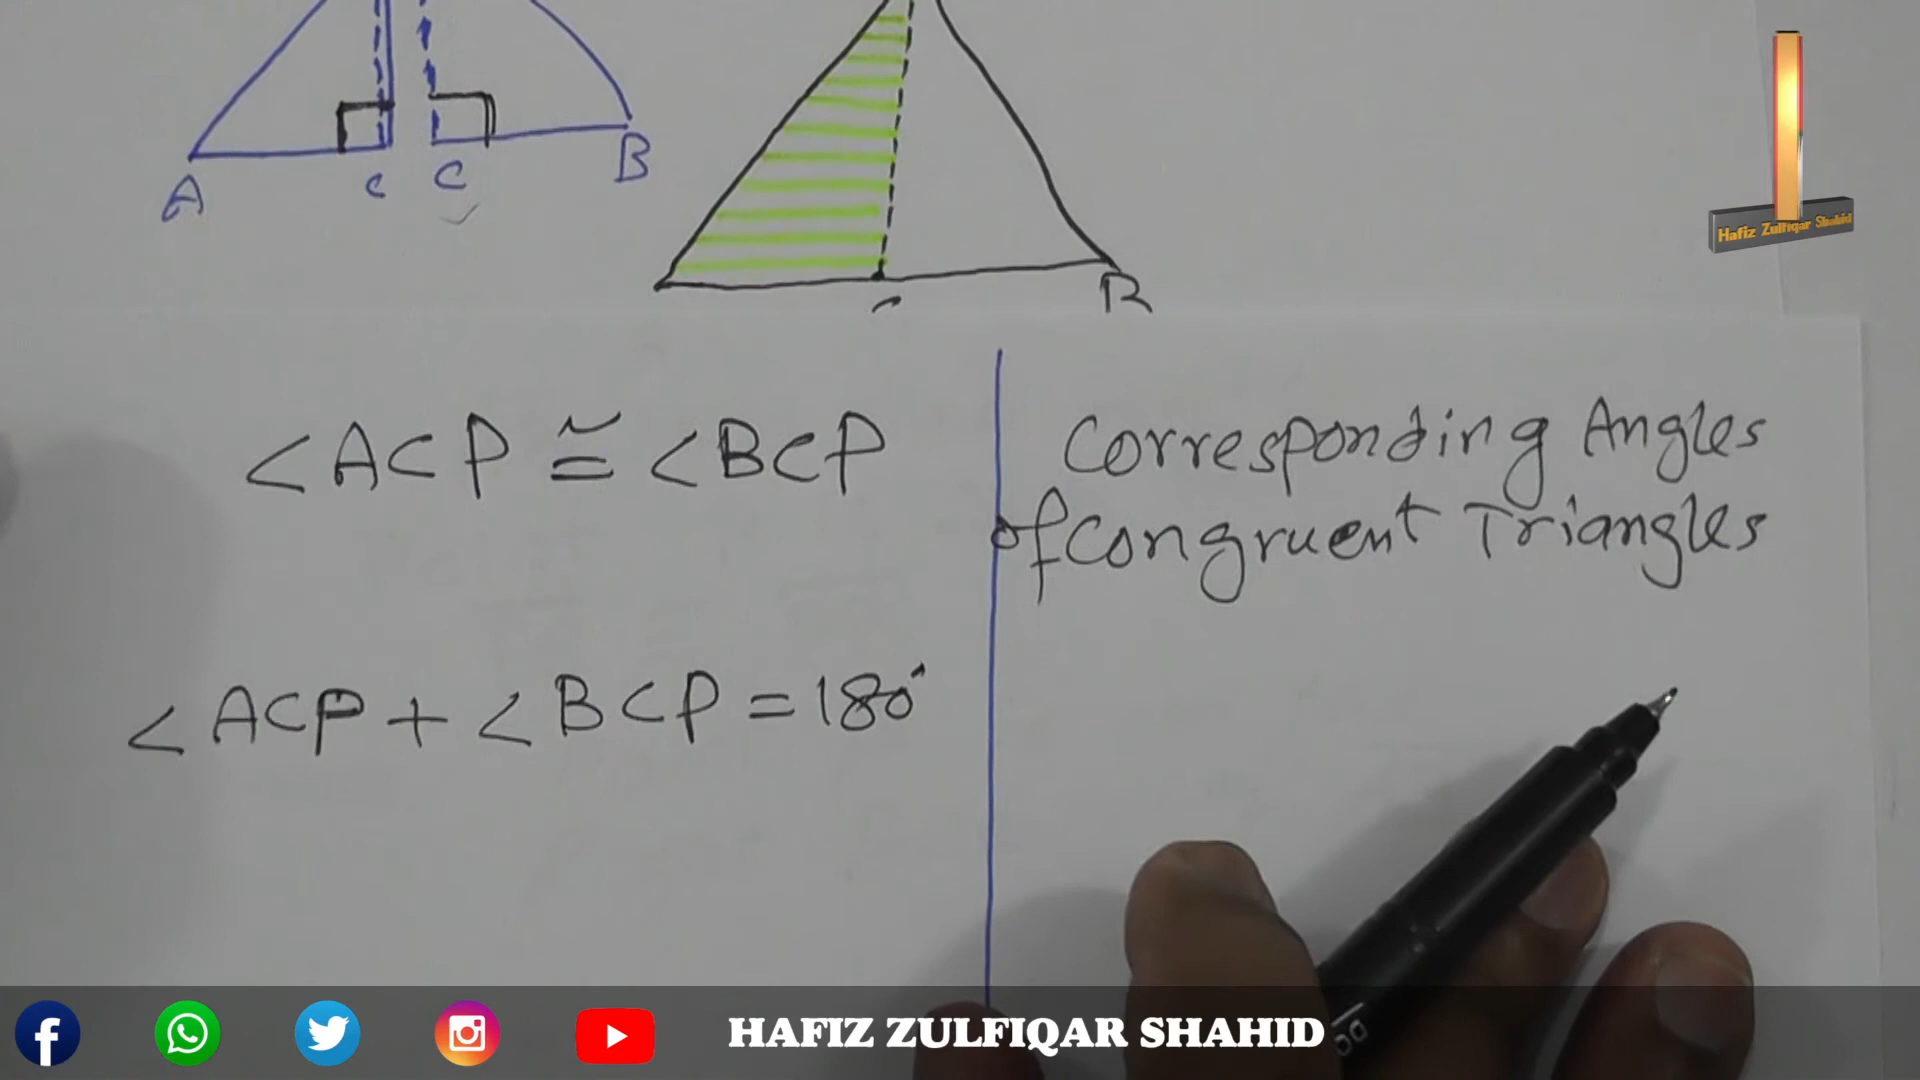 A
c
C
B
B
Hafiz Zulfiqar Shahid
<ACP ≅ <BCP
Corresponding Angles
of congruent Triangles
<ACP + <BCP = 180°
HAFIZ ZULFIQAR SHAHID